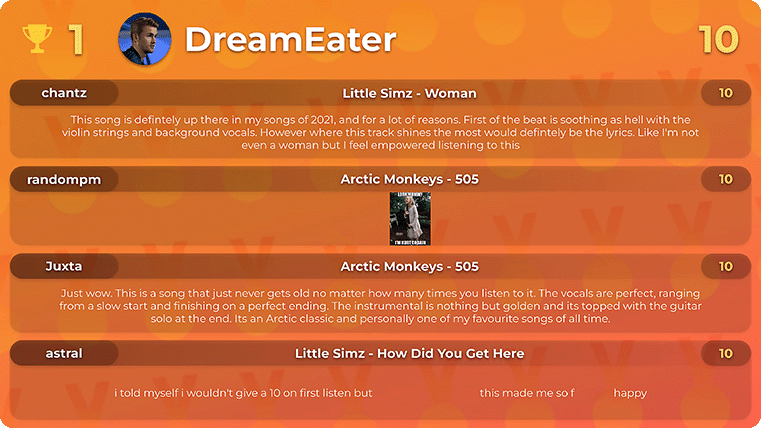 1 DreamEater 10
chantz Little Simz - Woman 10
This song is defintely up there in my songs of 2021, and for a lot of reasons. First of the beat is soothing as hell with the
violin strings and background vocals. However where this track shines the most would defintely be the lyrics. Like I'm not
even a woman but I feel empowered listening to this
randompm Arctic Monkeys - 505 10
Juxta Arctic Monkeys - 505 10
Just wow. This is a song that just never gets old no matter how many times you listen to it. The vocals are perfect, ranging
from a slow start and finishing on a perfect ending. The instrumental is nothing but golden and its topped with the guitar
solo at the end. Its an Arctic classic and personally one of my favourite songs of all time.
astral Little Simz - How Did You Get Here 10
i told myself i wouldn't give a 10 on first listen but this made me so f happy